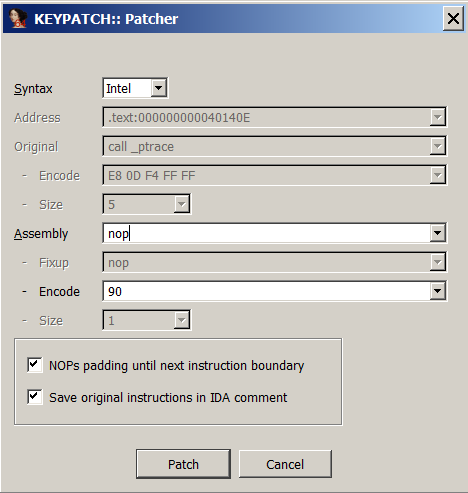 KEYPATCH:: Patcher
Syntax Intel
Address .text:000000000040140E
Original call _ptrace
- Encode E8 0D F4 FF FF
- Size 5
Assembly nop
- Fixup nop
- Encode 90
- Size 1
NOPs padding until next instruction boundary
Save original instructions in IDA comment
Patch Cancel